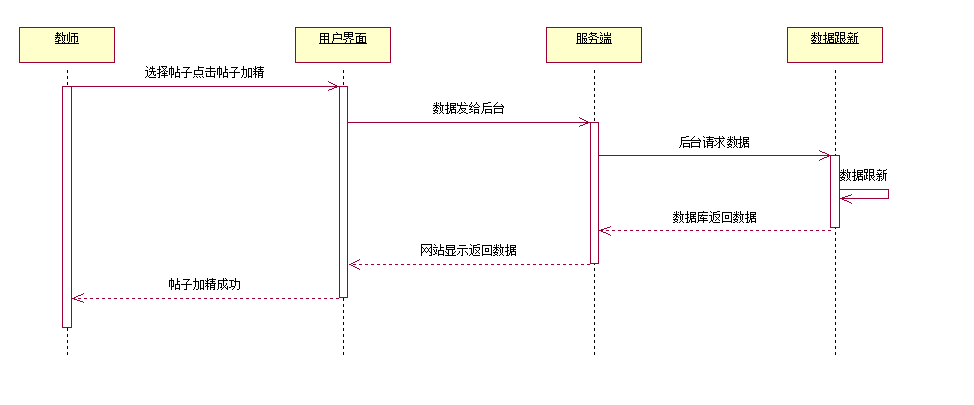 教师
用户界面
服务端
数据跟新
选择帖子点击帖子加精
数据发给后台
后台请求数据
数据跟新
数据库返回数据
网站显示返回数据
帖子加精成功